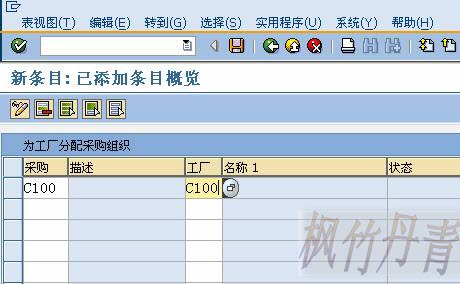 表视图(T) 编辑(E) 转到(G) 选择(S) 实用程序(U) 系统(Y) 帮助(H)
新条目: 已添加条目概览
为工厂分配采购组织
采购 描述 工厂 名称 1 状态
C100 C100
枫竹丹青